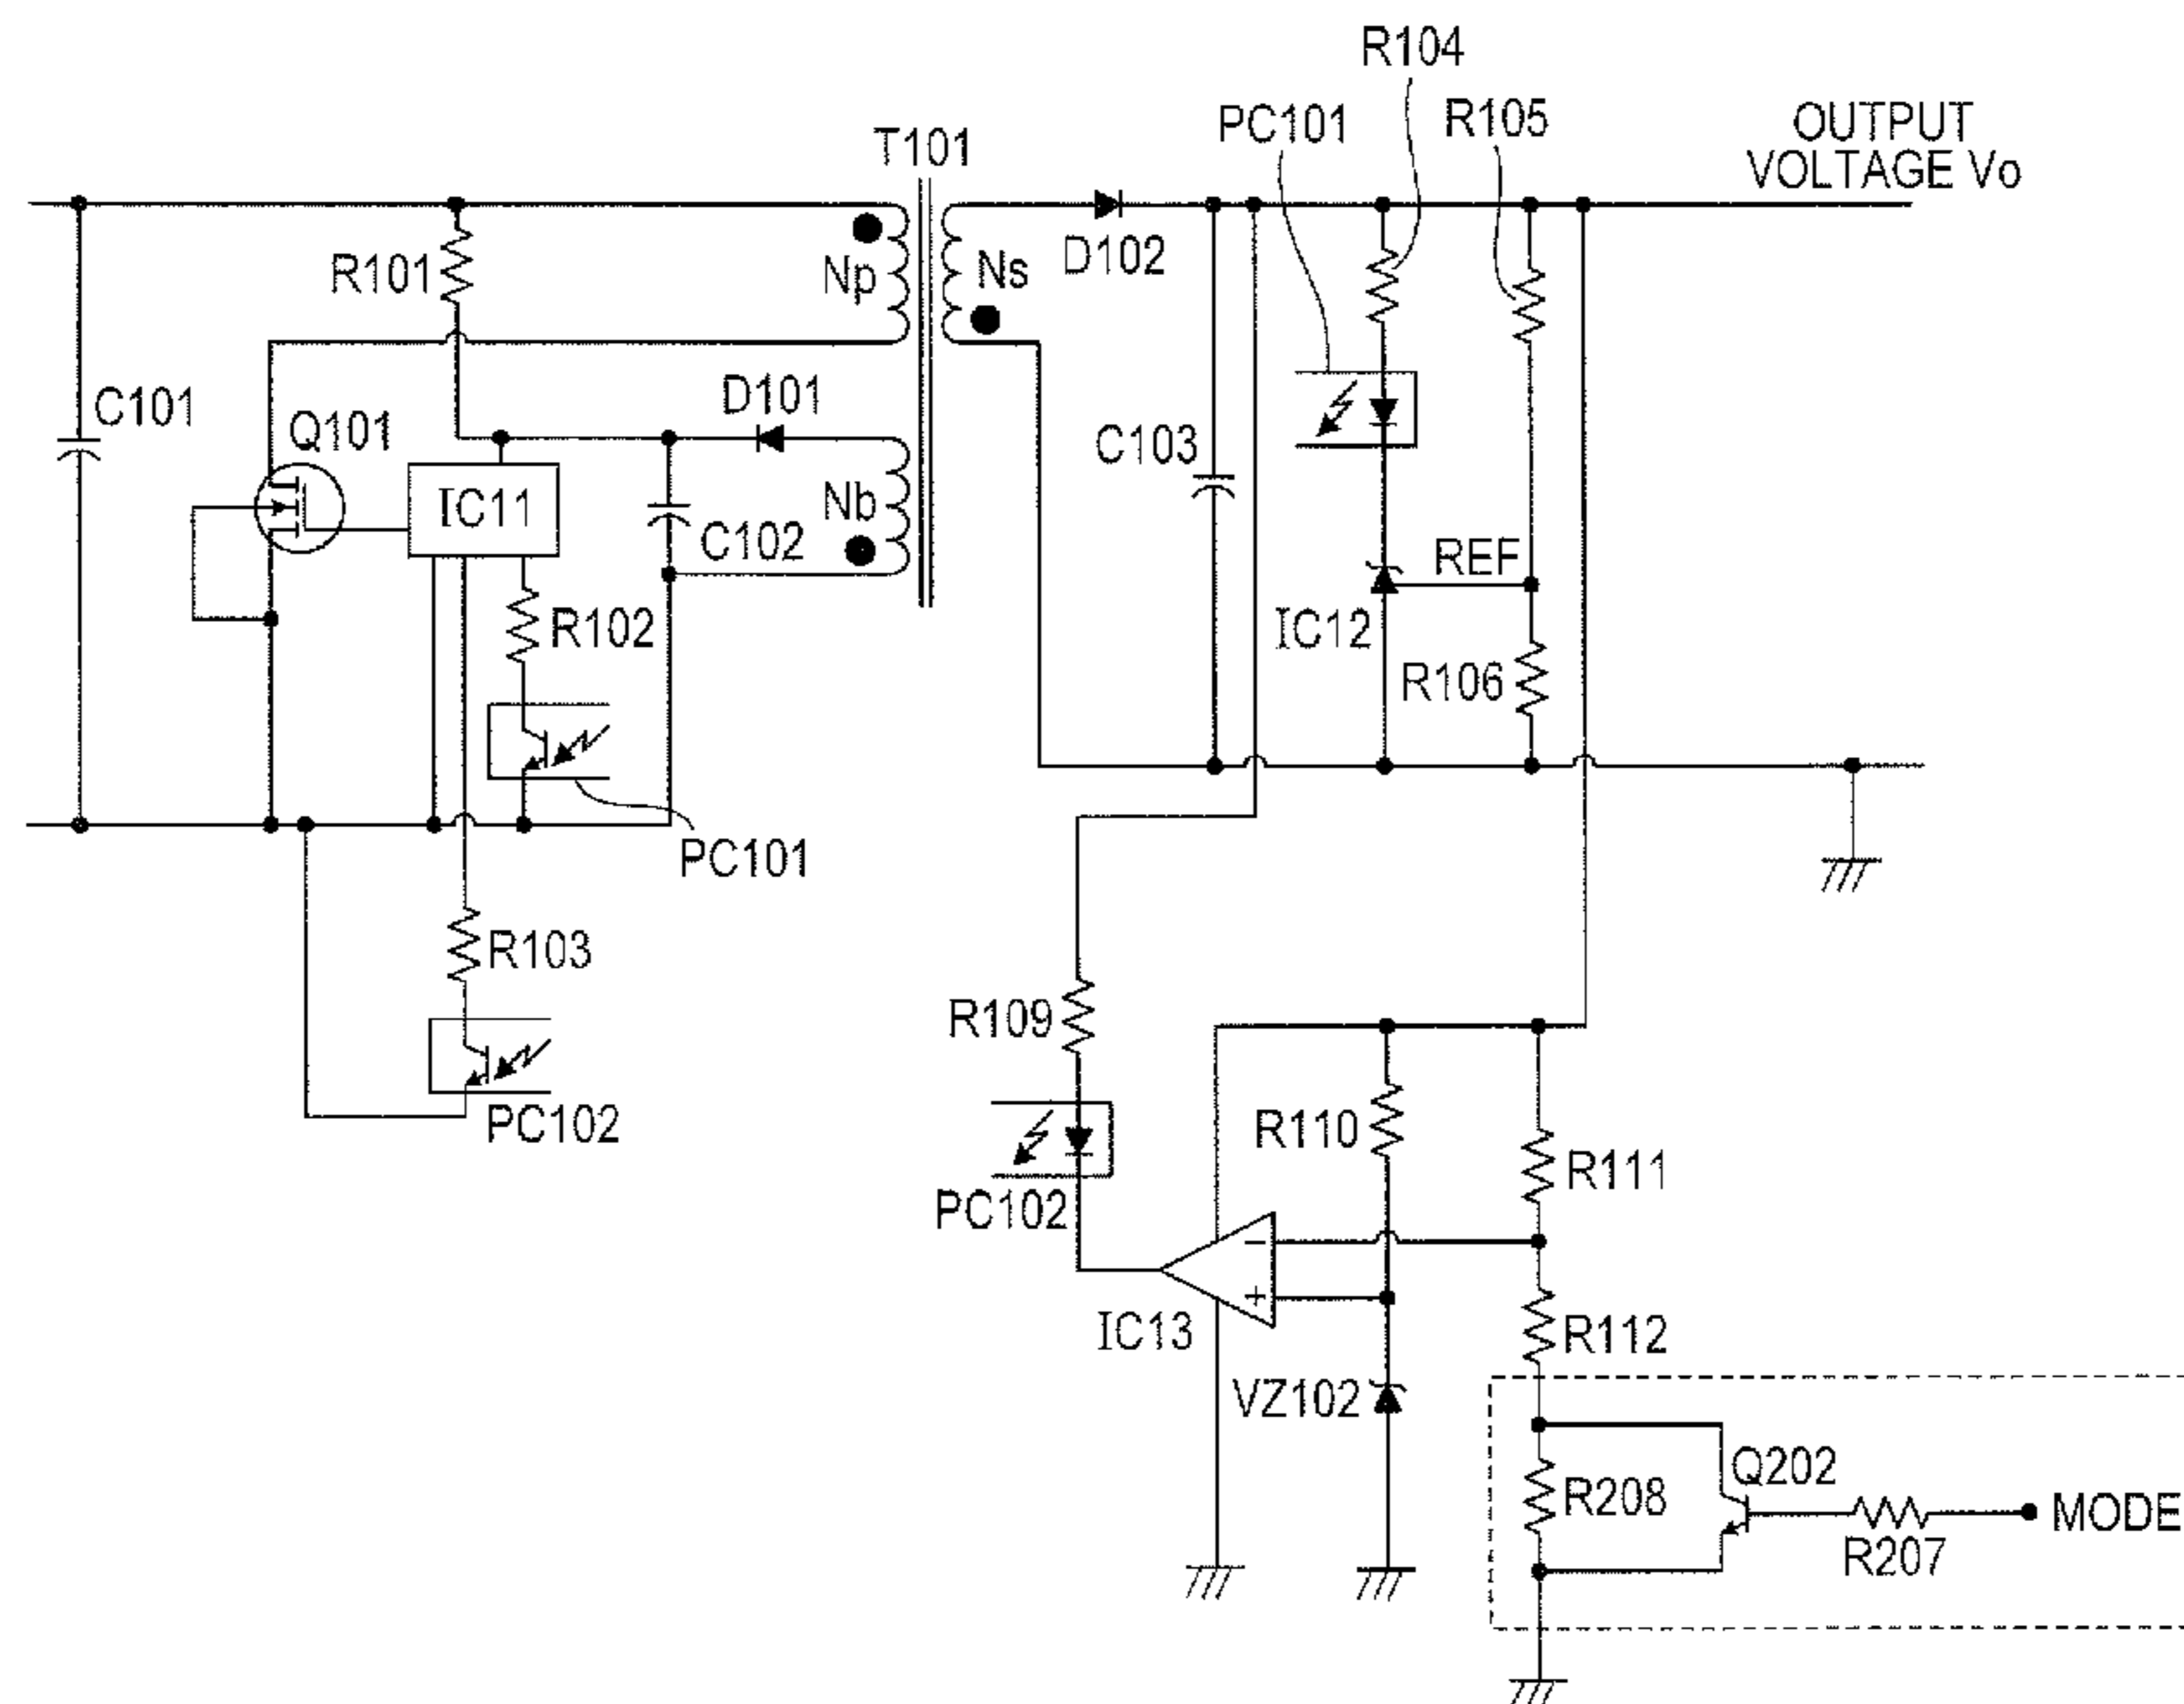 R104
PC101
R105
OUTPUT
VOLTAGE Vo
T101
R101
Np
Ns
D102
C101
Q101
D101
C103
IC11
Nb
C102
REF
R102
IC12
R106
PC101
R103
R109
PC102
R110
R111
PC102
−
+
IC13
R112
VZ102
Q202
R208
MODE
R207